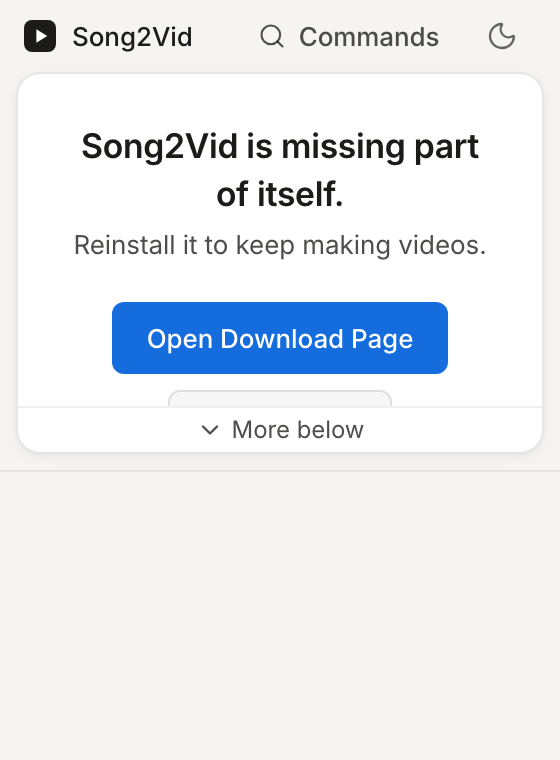 Song2Vid
Commands
Song2Vid is missing part
of itself.
Reinstall it to keep making videos.
Open Download Page
More below